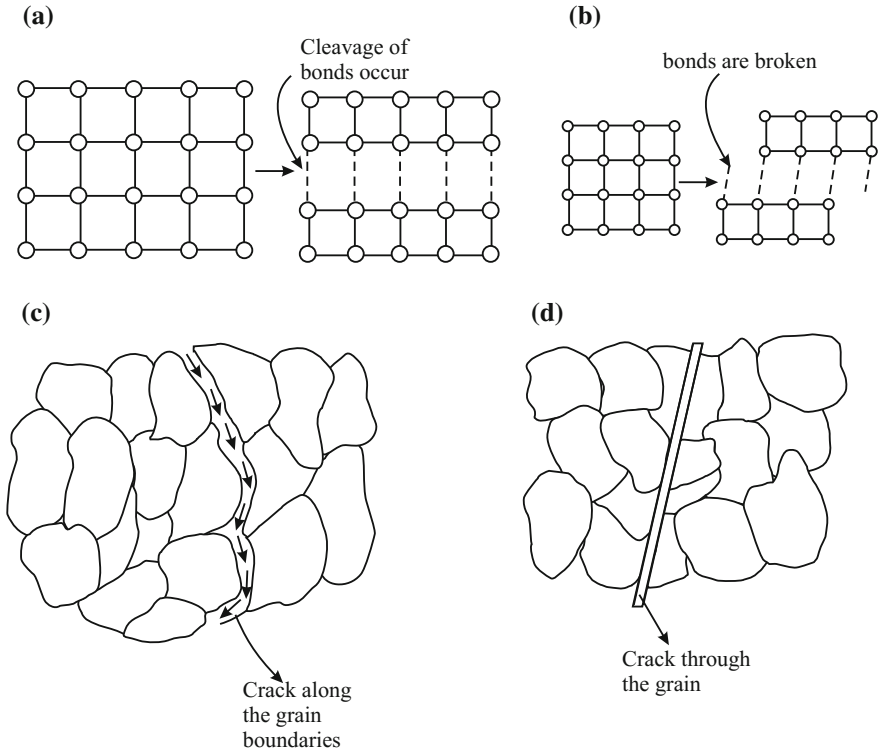 (a)
Cleavage of
bonds occur
(b)
bonds are broken
(c)
Crack along
the grain
boundaries
(d)
Crack through
the grain